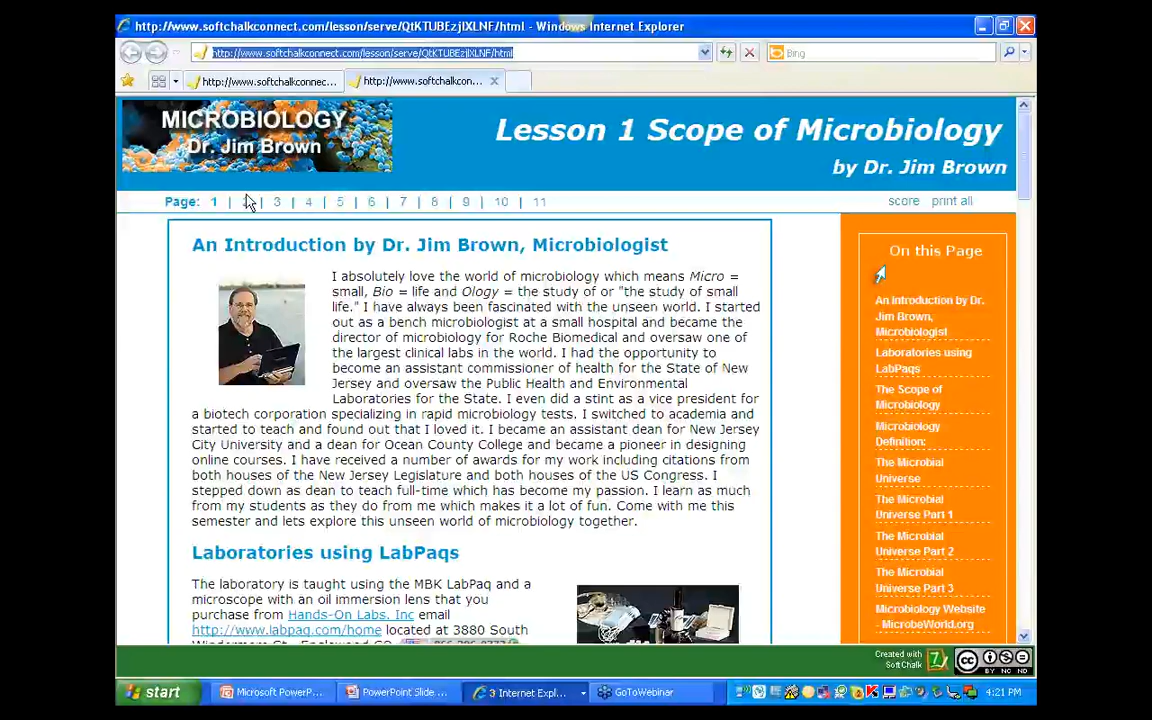 http://www.softchalkconnect.com/lesson/serve/QtKTUBEzjlXLNF/html - Windows Internet Explorer
http://www.softchalkconnect.com/lesson/serve/QtKTUBEzjlXLNF/html
Bing
http://www.softchalkconnec...
http://www.softchalkcon...
MICROBIOLOGY
Dr. Jim Brown
Lesson 1 Scope of Microbiology
by Dr. Jim Brown
Page: 1 | | 3 | 4 | 5 | 6 | 7 | 8 | 9 | 10 | 11
score print all
An Introduction by Dr. Jim Brown, Microbiologist
I absolutely love the world of microbiology which means Micro =
small, Bio = life and Ology = the study of or "the study of small
life." I have always been fascinated with the unseen world. I started
out as a bench microbiologist at a small hospital and became the
director of microbiology for Roche Biomedical and oversaw one of
the largest clinical labs in the world. I had the opportunity to
become an assistant commissioner of health for the State of New
Jersey and oversaw the Public Health and Environmental
Laboratories for the State. I even did a stint as a vice president for
a biotech corporation specializing in rapid microbiology tests. I switched to academia and
started to teach and found out that I loved it. I became an assistant dean for New Jersey
City University and a dean for Ocean County College and became a pioneer in designing
online courses. I have received a number of awards for my work including citations from
both houses of the New Jersey Legislature and both houses of the US Congress. I
stepped down as dean to teach full-time which has become my passion. I learn as much
from my students as they do from me which makes it a lot of fun. Come with me this
semester and lets explore this unseen world of microbiology together.
Laboratories using LabPaqs
The laboratory is taught using the MBK LabPaq and a
microscope with an oil immersion lens that you
purchase from Hands-On Labs, Inc email
http://www.labpaq.com/home located at 3880 South
On this Page
An introduction by Dr.
Jim Brown,
Microbiologist
Laboratories using
LabPaqs
The Scope of
Microbiology
Microbiology
Definition:
The Microbial
Universe
The Microbial
Universe Part 1
The Microbial
Universe Part 2
The Microbial
Universe Part 3
Microbiology Website
- MicrobeWorld.org
Created with
SoftChalk
7
cc
BY NC ND
start
Microsoft PowerP...
PowerPoint Slide ...
3 Internet Expl...
GoToWebinar
4:21 PM